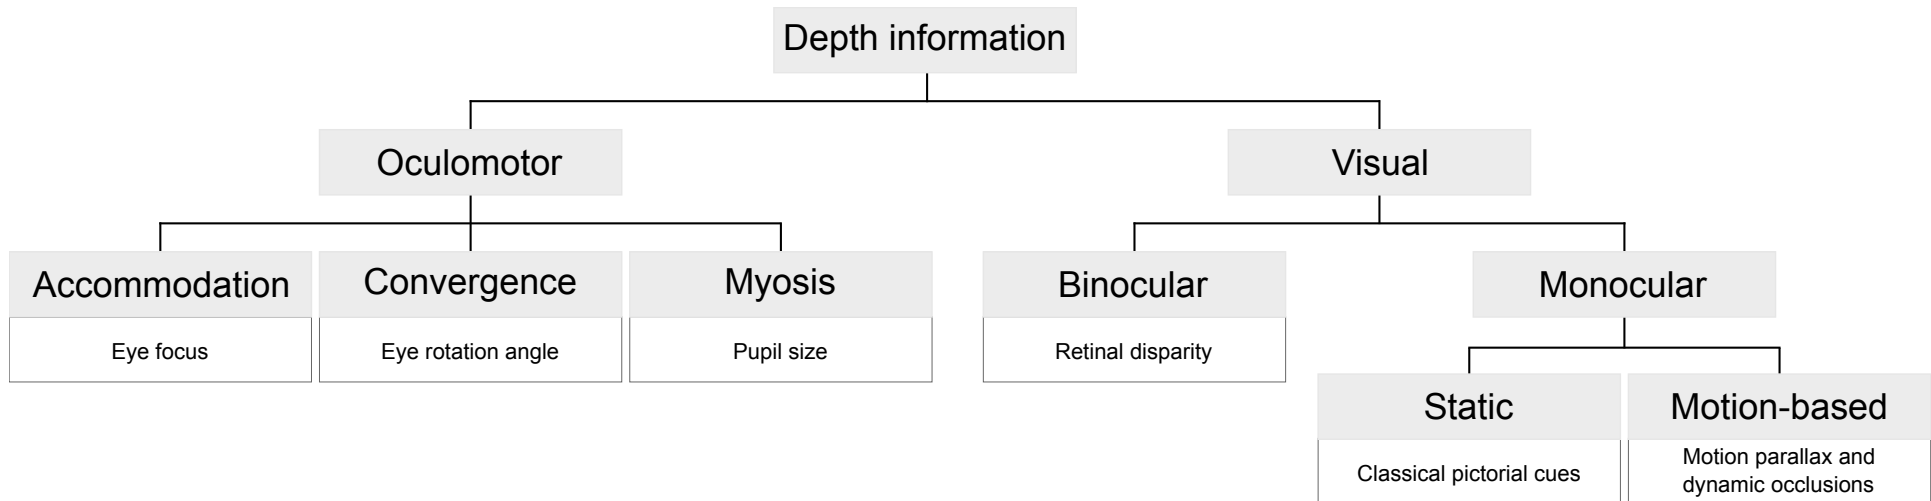 Depth information
Oculomotor
Visual
Accommodation
Convergence
Myosis
Binocular
Monocular
Eye focus
Eye rotation angle
Pupil size
Retinal disparity
Static
Motion-based
Classical pictorial cues
Motion parallax and
dynamic occlusions